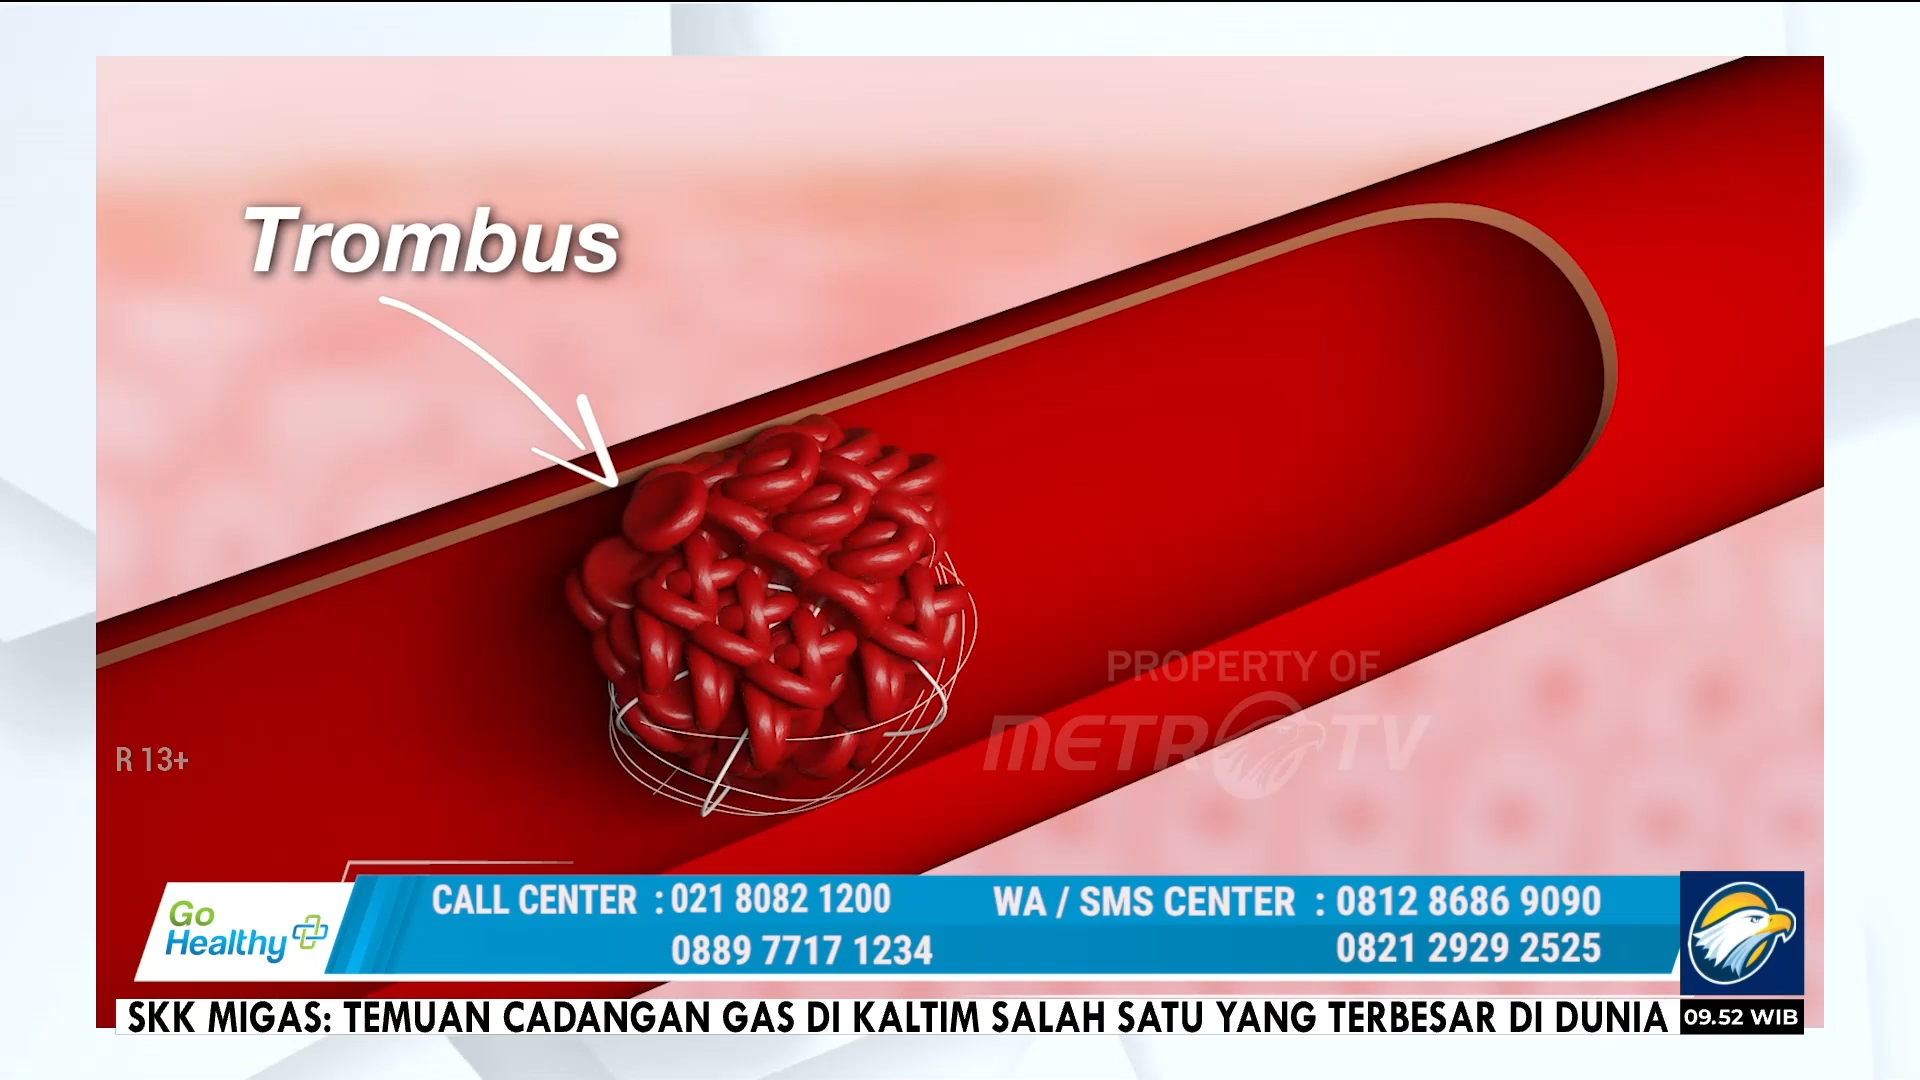 Trombus
PROPERTY OF
METRO TV
R 13+
Go
Healthy
CALL CENTER : 021 8082 1200
0889 7717 1234
WA / SMS CENTER : 0812 8686 9090
0821 2929 2525
SKK MIGAS: TEMUAN CADANGAN GAS DI KALTIM SALAH SATU YANG TERBESAR DI DUNIA
09.52 WIB